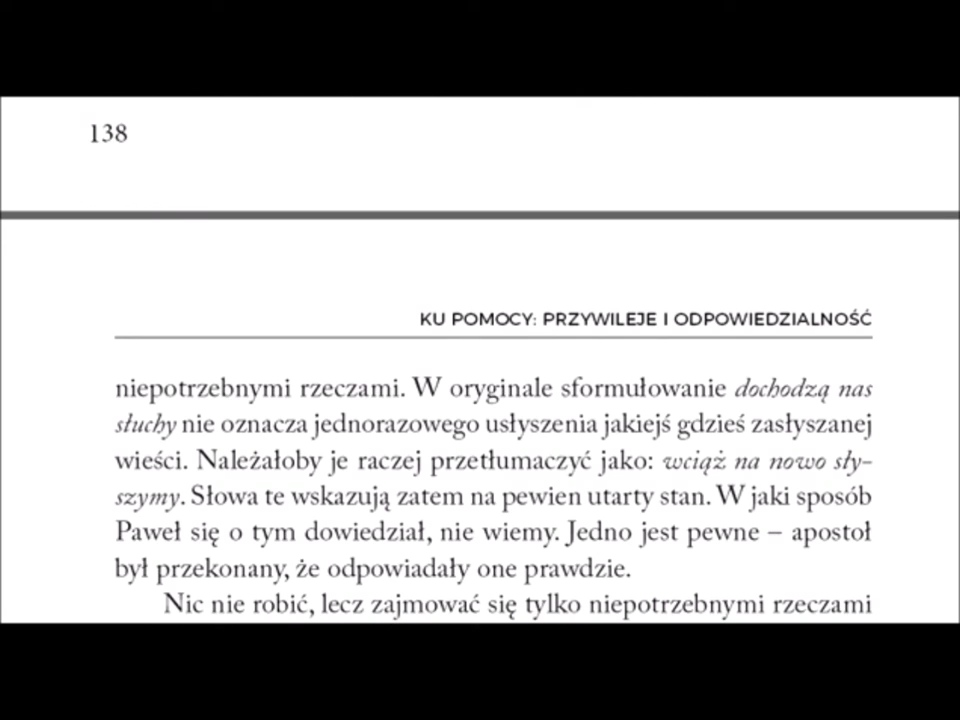 138
KU POMOCY: PRZYWILEJE I ODPOWIEDZIALNOŚĆ
niepotrzebnymi rzeczami. W oryginale sformułowanie dochodzą nas
słuchy nie oznacza jednorazowego usłyszenia jakiejś gdzieś zasłyszanej
wieści. Należałoby je raczej przetłumaczyć jako: wciąż na nowo sły-
szymy. Słowa te wskazują zatem na pewien utarty stan. W jaki sposób
Paweł się o tym dowiedział, nie wiemy. Jedno jest pewne – apostoł
był przekonany, że odpowiadały one prawdzie.
Nic nie robić, lecz zajmować się tylko niepotrzebnymi rzeczami